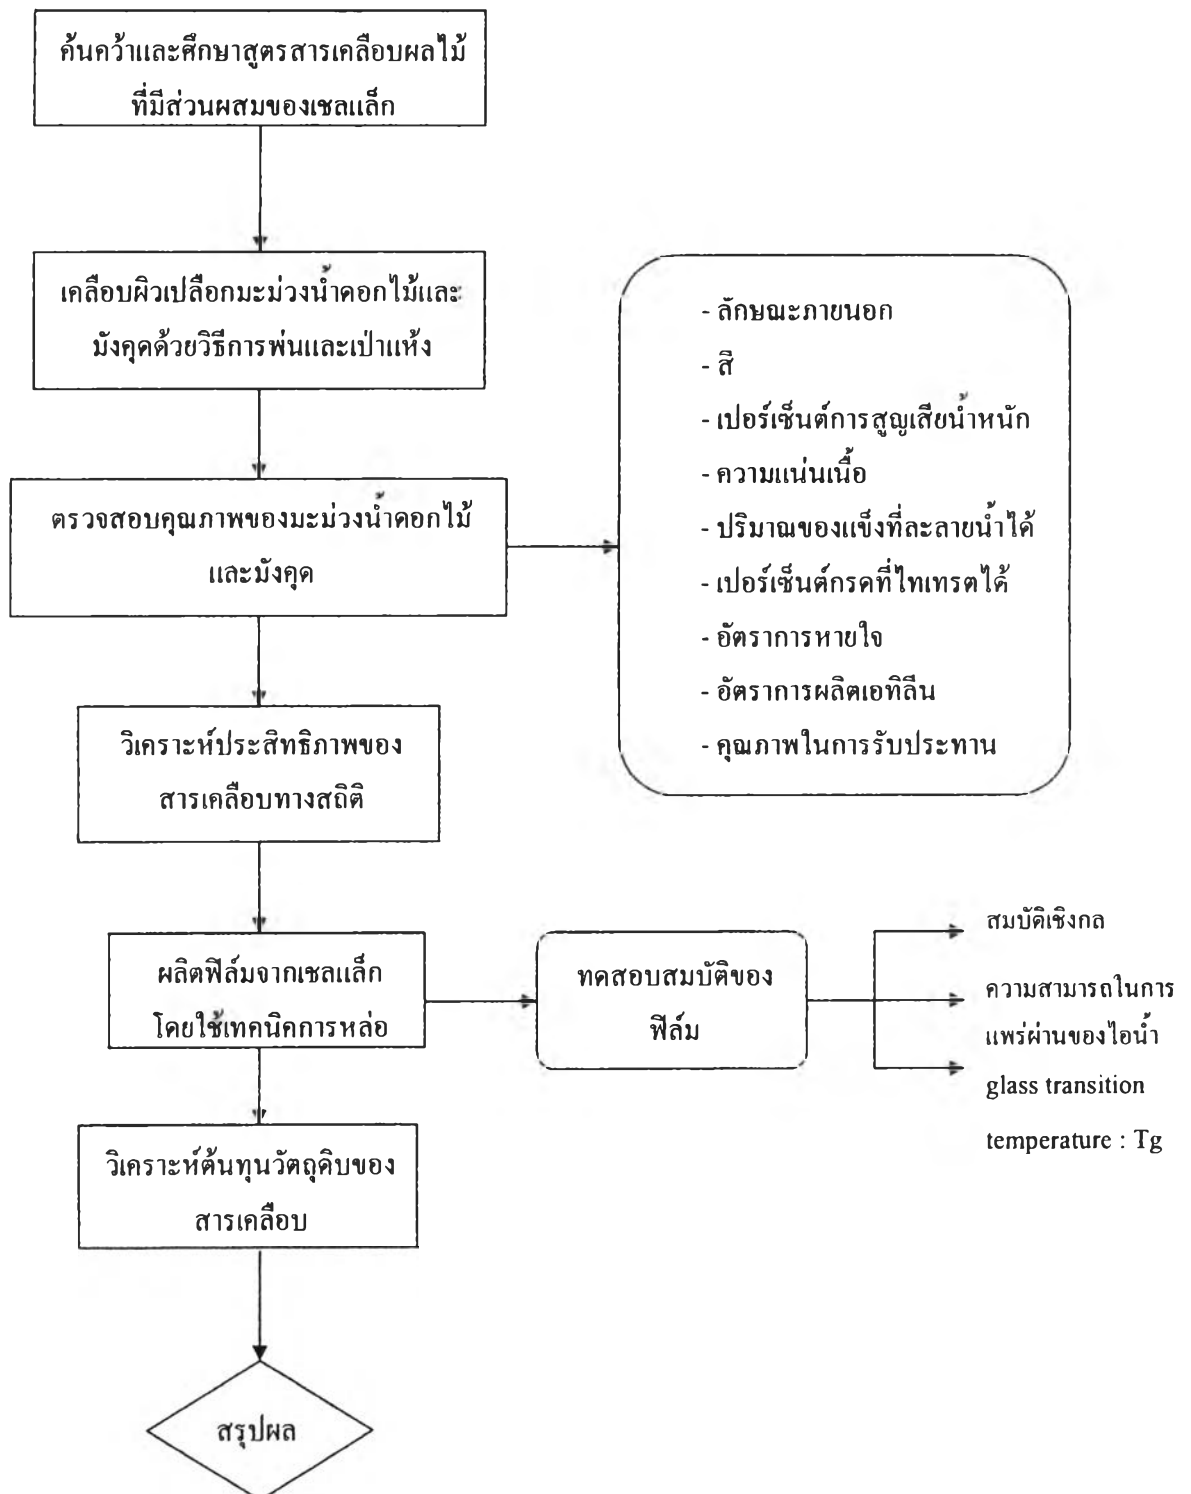 ค้นคว้าและศึกษาสูตรสารเคลือบผลไม้
ที่มีส่วนผสมของเชลแล็ก
เคลือบผิวเปลือกมะม่วงน้ำดอกไม้และ
มังคุดด้วยวิธีการพ่นและเป่าแห้ง
ตรวจสอบคุณภาพของมะม่วงน้ำดอกไม้
และมังคุด
- ลักษณะภายนอก
- สี
- เปอร์เซ็นต์การสูญเสียน้ำหนัก
- ความแน่นเนื้อ
- ปริมาณของแข็งที่ละลายน้ำได้
- เปอร์เซ็นต์กรดที่ไทเทรตได้
- อัตราการหายใจ
- อัตราการผลิตเอทิลีน
- คุณภาพในการรับประทาน
วิเคราะห์ประสิทธิภาพของ
สารเคลือบทางสถิติ
ผลิตฟิล์มจากเชลแล็ก
โดยใช้เทคนิคการหล่อ
ทดสอบสมบัติของ
ฟิล์ม
สมบัติเชิงกล
ความสามารถในการ
แพร่ผ่านของไอน้ำ
glass transition
temperature : Tg
วิเคราะห์ต้นทุนวัตถุดิบของ
สารเคลือบ
สรุปผล